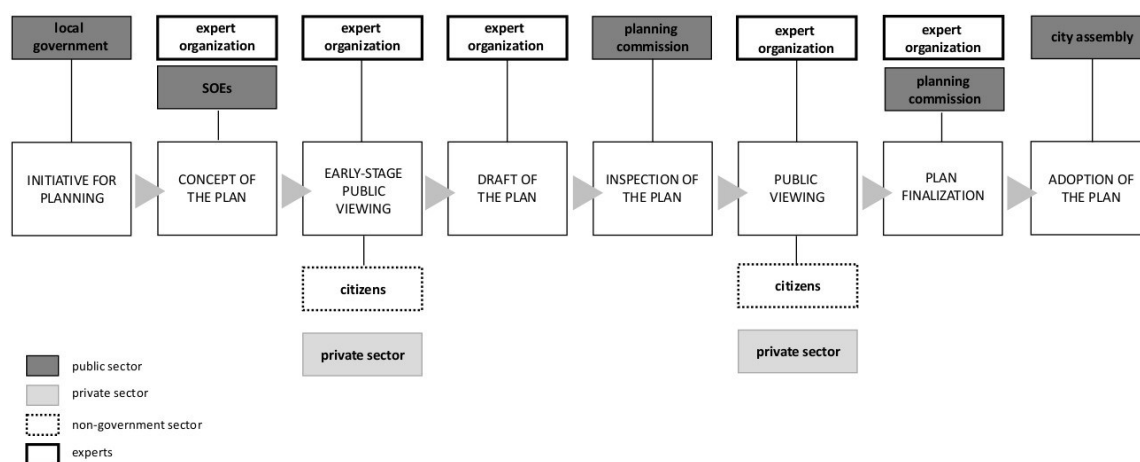 local
government
expert
organization
SOEs
expert
organization
expert
organization
planning
commission
expert
organization
expert
organization
planning
commission
city assembly
INITIATIVE FOR
PLANNING
CONCEPT OF
THE PLAN
EARLY-STAGE
PUBLIC
VIEWING
DRAFT OF
THE PLAN
INSPECTION OF
THE PLAN
PUBLIC
VIEWING
PLAN
FINALIZATION
ADOPTION OF
THE PLAN
citizens
private sector
citizens
private sector
public sector
private sector
non-government sector
experts